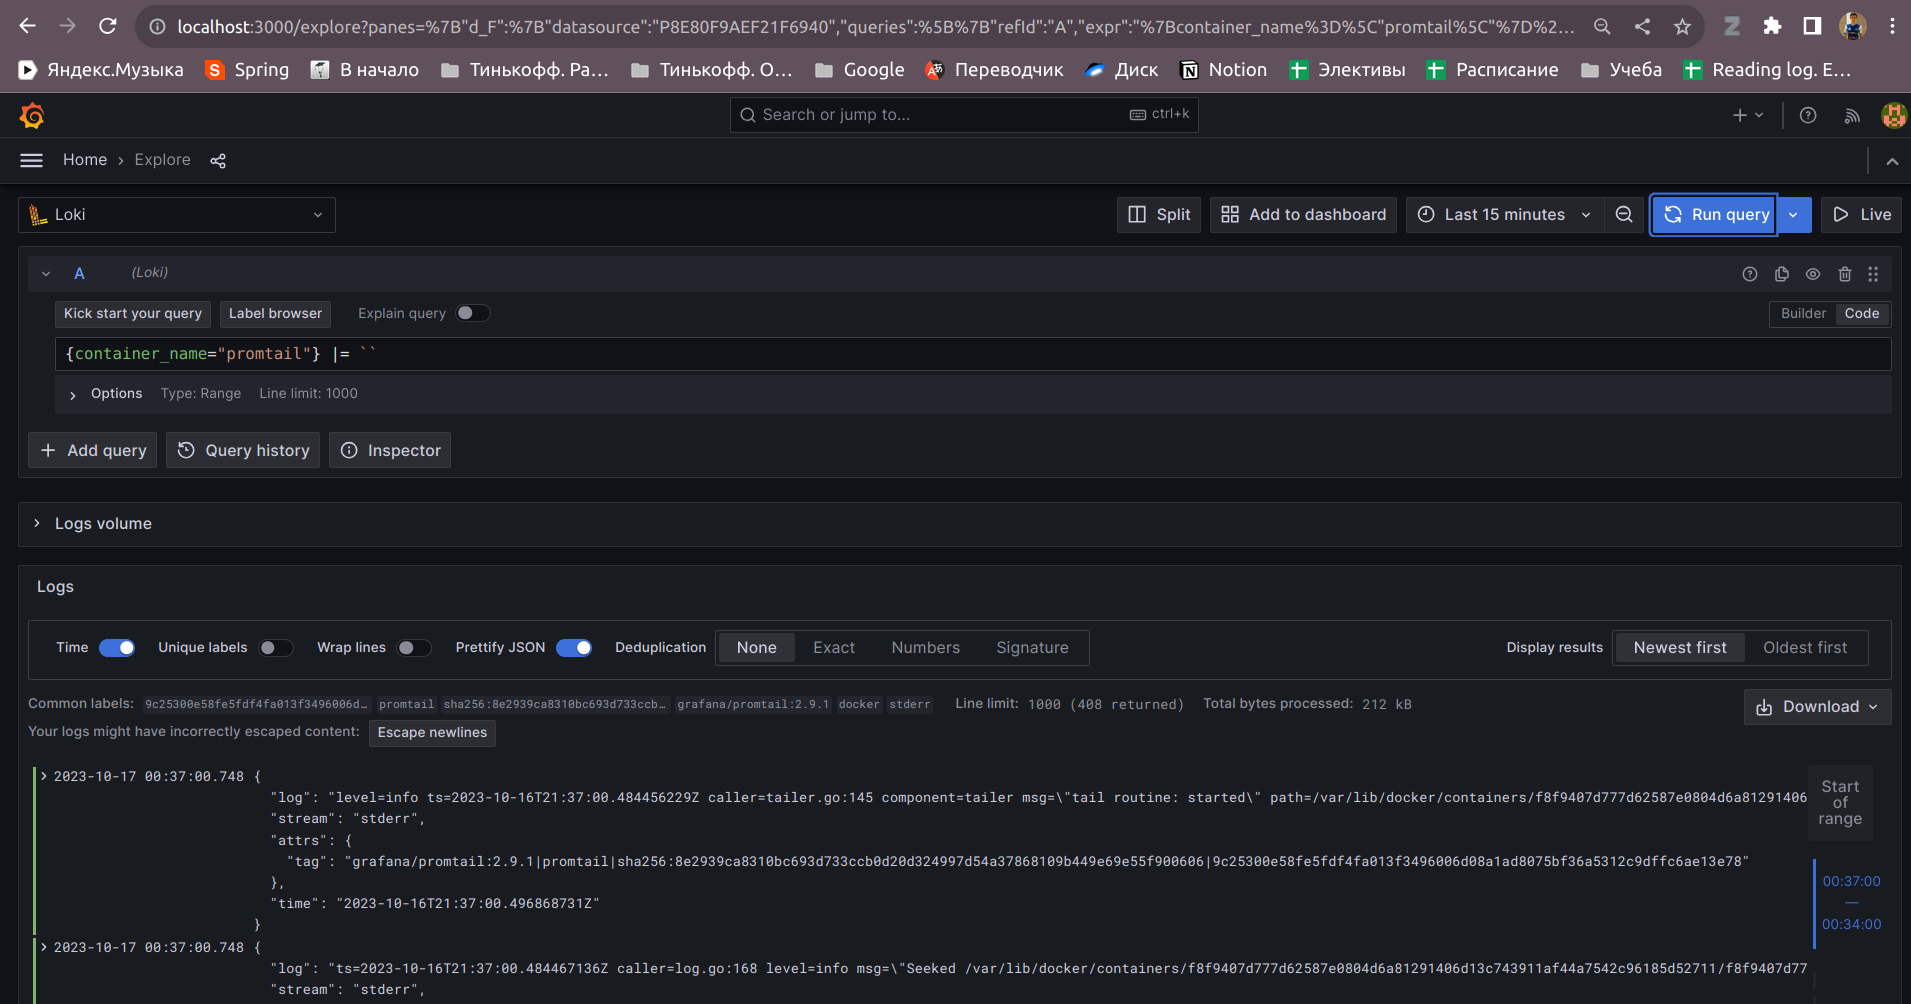 localhost:3000/explore?panes=%7B"d_F":%7B"datasource":"P8E80F9AEF21F6940","queries":%5B%7B"refId":"A","expr":"%7Bcontainer_name%3D%5C"promtail%5C"%7D%2...
Яндекс.Музыка Spring В начало Тинькофф. Ра... Тинькофф. О... Google Переводчик Диск Notion Элективы Расписание Учеба Reading log. E...
Search or jump to... ctrl+k
Home › Explore
Loki Split Add to dashboard Last 15 minutes Run query Live
A (Loki)
Kick start your query Label browser Explain query Builder Code
{container_name="promtail"} |= ``
Options Type: Range Line limit: 1000
+ Add query Query history Inspector
Logs volume
Logs
Time Unique labels Wrap lines Prettify JSON Deduplication None Exact Numbers Signature Display results Newest first Oldest first
Common labels: 9c25300e58fe5fdf4fa013f3496006d... promtail sha256:8e2939ca8310bc693d733ccb... grafana/promtail:2.9.1 docker stderr Line limit: 1000 (408 returned) Total bytes processed: 212 kB Download
Your logs might have incorrectly escaped content: Escape newlines
2023-10-17 00:37:00.748 {
"log": "level=info ts=2023-10-16T21:37:00.484456229Z caller=tailer.go:145 component=tailer msg=\"tail routine: started\" path=/var/lib/docker/containers/f8f9407d777d62587e0804d6a81291406
"stream": "stderr",
"attrs": {
"tag": "grafana/promtail:2.9.1|promtail|sha256:8e2939ca8310bc693d733ccb0d20d324997d54a37868109b449e69e55f900606|9c25300e58fe5fdf4fa013f3496006d08a1ad8075bf36a5312c9dffc6ae13e78"
},
"time": "2023-10-16T21:37:00.496868731Z"
}
2023-10-17 00:37:00.748 {
"log": "ts=2023-10-16T21:37:00.484467136Z caller=log.go:168 level=info msg=\"Seeked /var/lib/docker/containers/f8f9407d777d62587e0804d6a81291406d13c743911af44a7542c96185d52711/f8f9407d77
"stream": "stderr",
Start
of
range
00:37:00
—
00:34:00